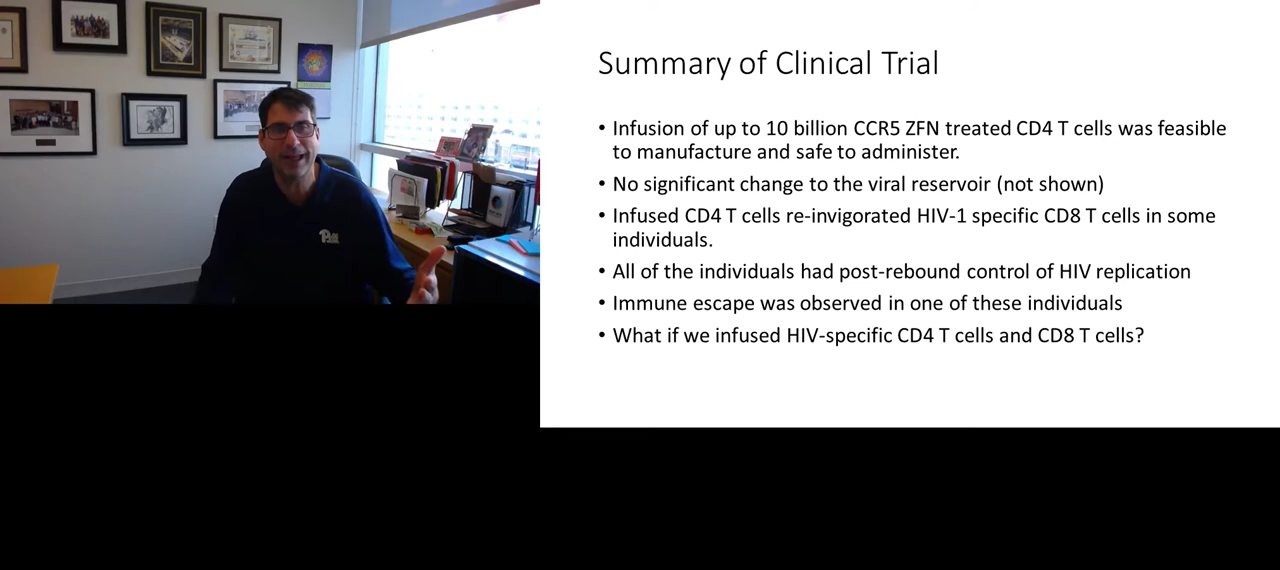 Summary of Clinical Trial
• Infusion of up to 10 billion CCR5 ZFN treated CD4 T cells was feasible
to manufacture and safe to administer.
• No significant change to the viral reservoir (not shown)
• Infused CD4 T cells re-invigorated HIV-1 specific CD8 T cells in some
individuals.
• All of the individuals had post-rebound control of HIV replication
• Immune escape was observed in one of these individuals
• What if we infused HIV-specific CD4 T cells and CD8 T cells?
Pitt